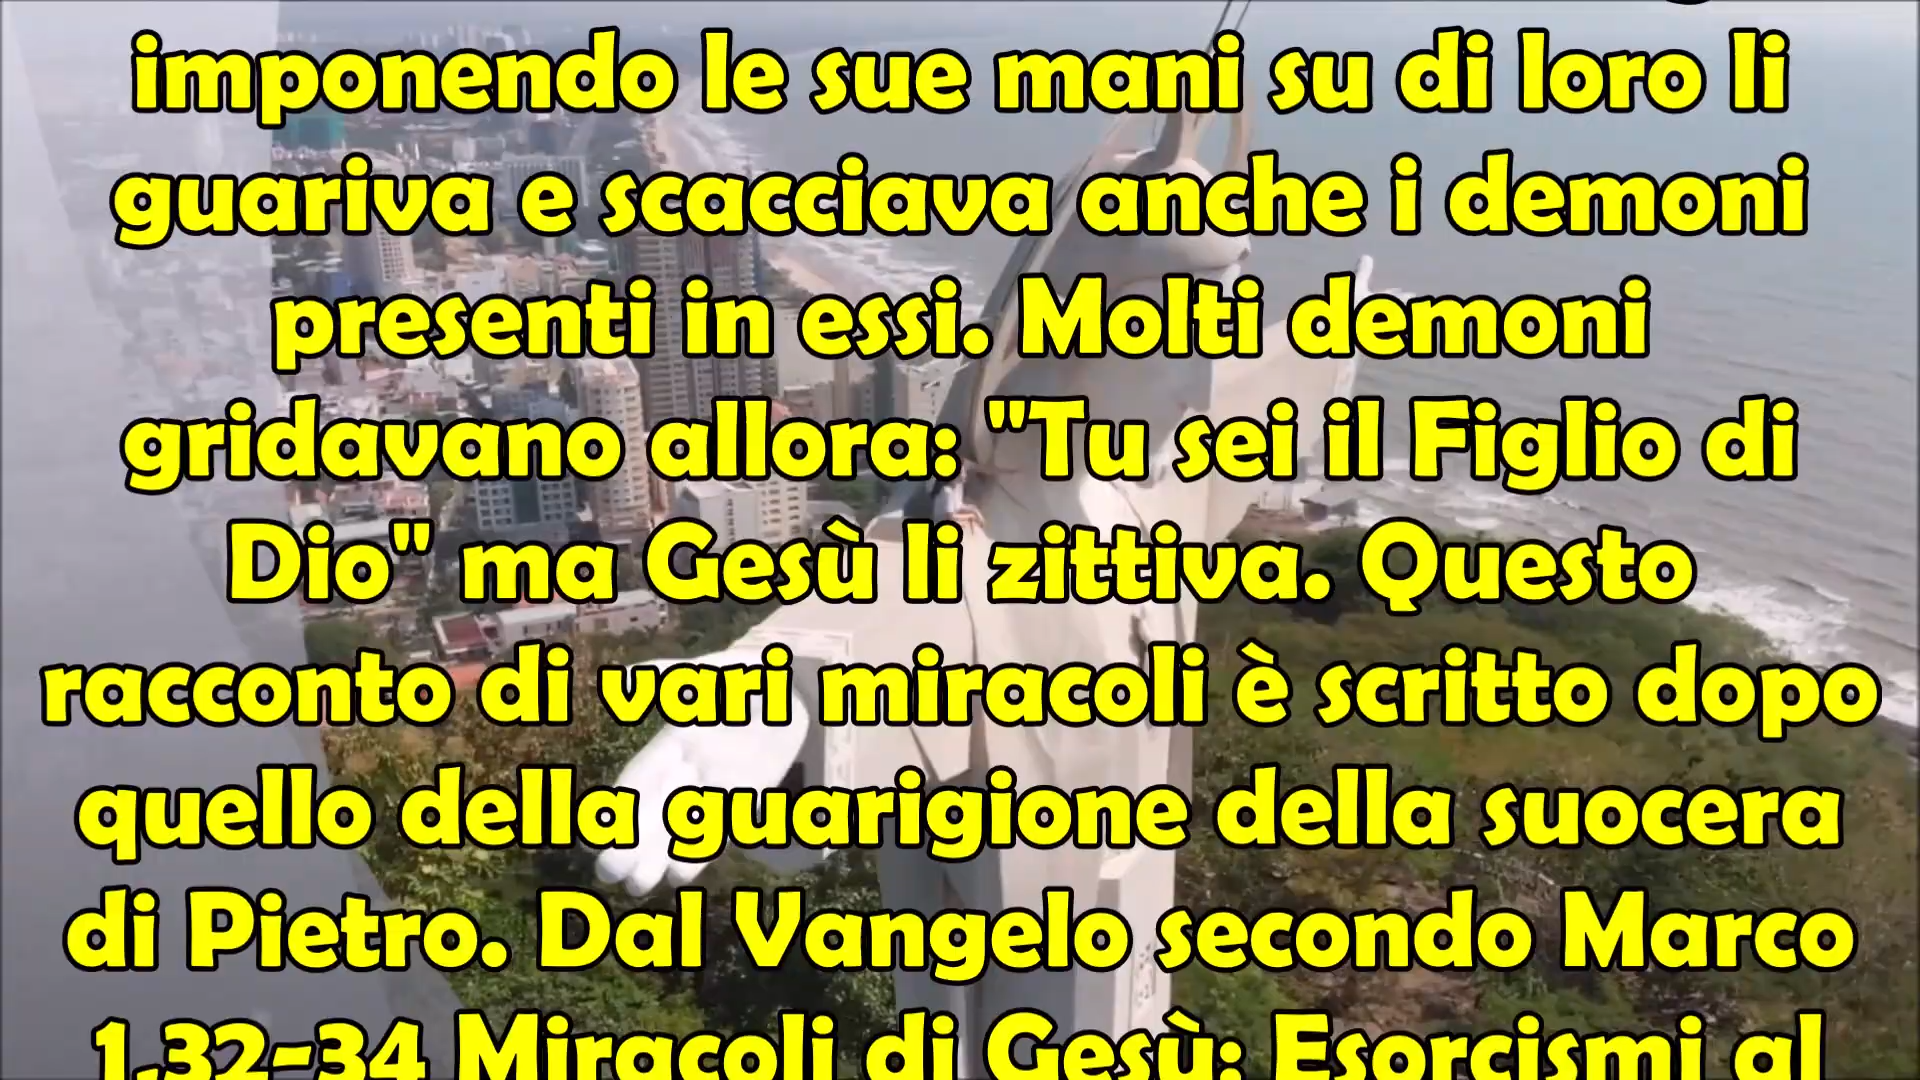 imponendo le sue mani su di loro li
guariva e scacciava anche i demoni
presenti in essi. Molti demoni
gridavano allora: "Tu sei il Figlio di
Dio" ma Gesù li zittiva. Questo
racconto di vari miracoli è scritto dopo
quello della guarigione della suocera
di Pietro. Dal Vangelo secondo Marco
1,32-34 Miracoli di Gesù: Esorcismi al